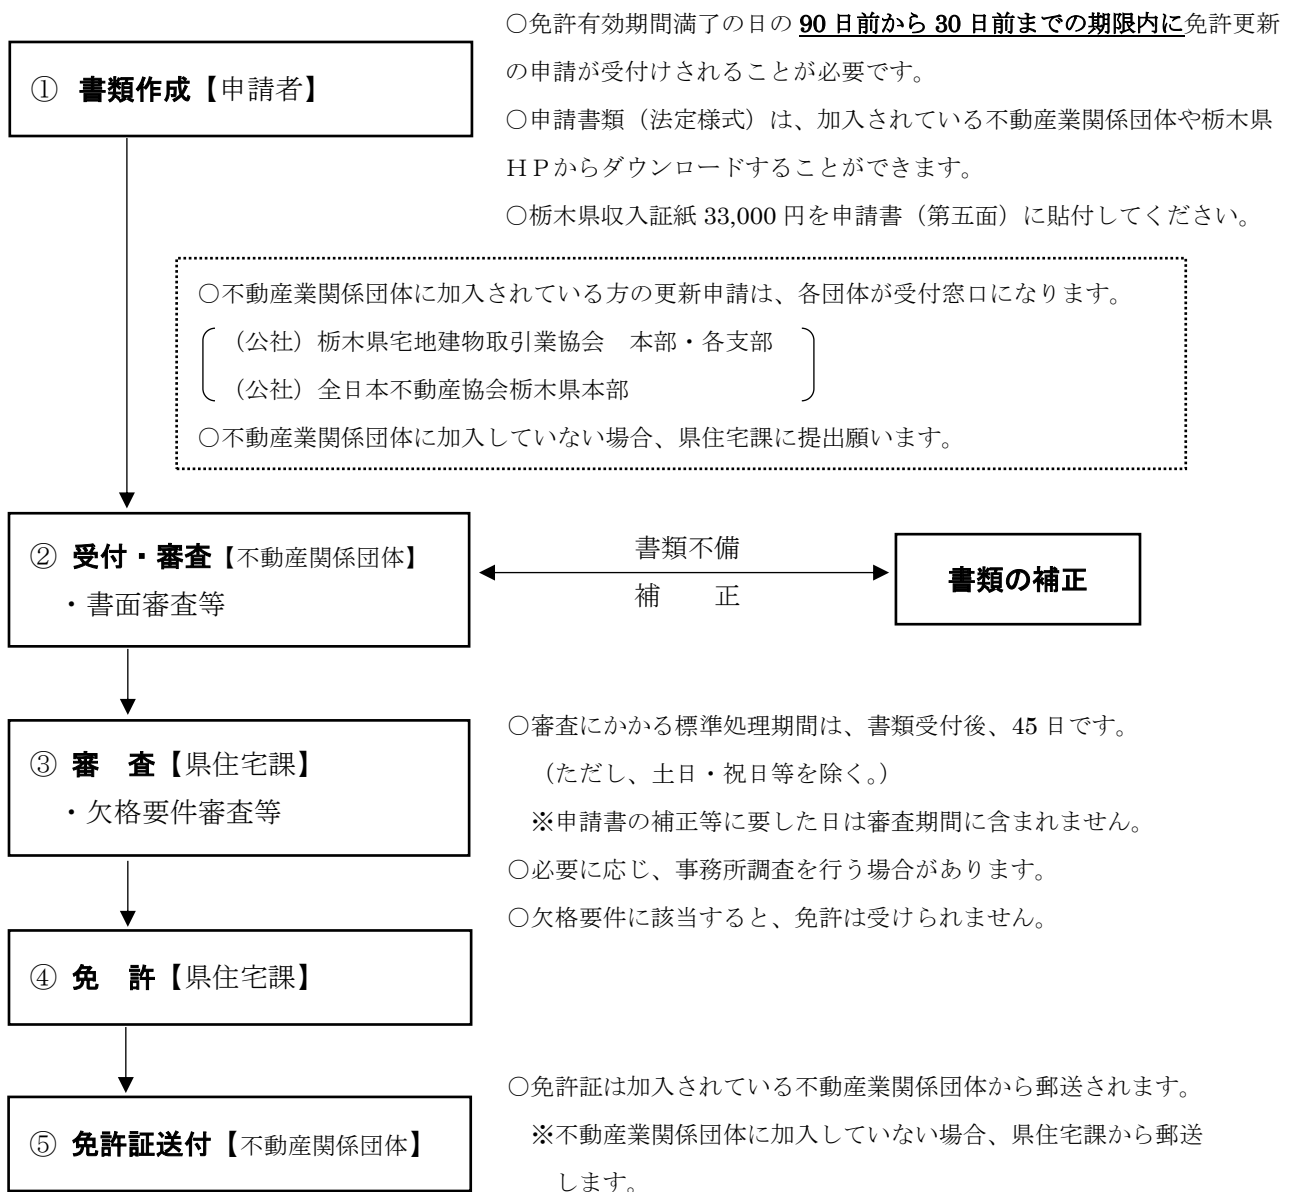 〇免許有効期間満了の日の 90 日前から 30 日前までの期限内に免許更新
の申請が受付けされることが必要です。
① 書類作成【申請者】
〇申請書類（法定様式）は、加入されている不動産業関係団体や栃木県
ＨＰからダウンロードすることができます。
〇栃木県収入証紙 33,000 円を申請書（第五面）に貼付してください。
〇不動産業関係団体に加入されている方の更新申請は、各団体が受付窓口になります。
（公社）栃木県宅地建物取引業協会　本部・各支部
（公社）全日本不動産協会栃木県本部
〇不動産業関係団体に加入していない場合、県住宅課に提出願います。
② 受付・審査【不動産関係団体】
・書面審査等
書類不備
補　　正
書類の補正
③ 審　査【県住宅課】
・欠格要件審査等
〇審査にかかる標準処理期間は、書類受付後、45 日です。
（ただし、土日・祝日等を除く。）
※申請書の補正等に要した日は審査期間に含まれません。
〇必要に応じ、事務所調査を行う場合があります。
〇欠格要件に該当すると、免許は受けられません。
④ 免　許【県住宅課】
⑤ 免許証送付【不動産関係団体】
〇免許証は加入されている不動産業関係団体から郵送されます。
※不動産業関係団体に加入していない場合、県住宅課から郵送
します。